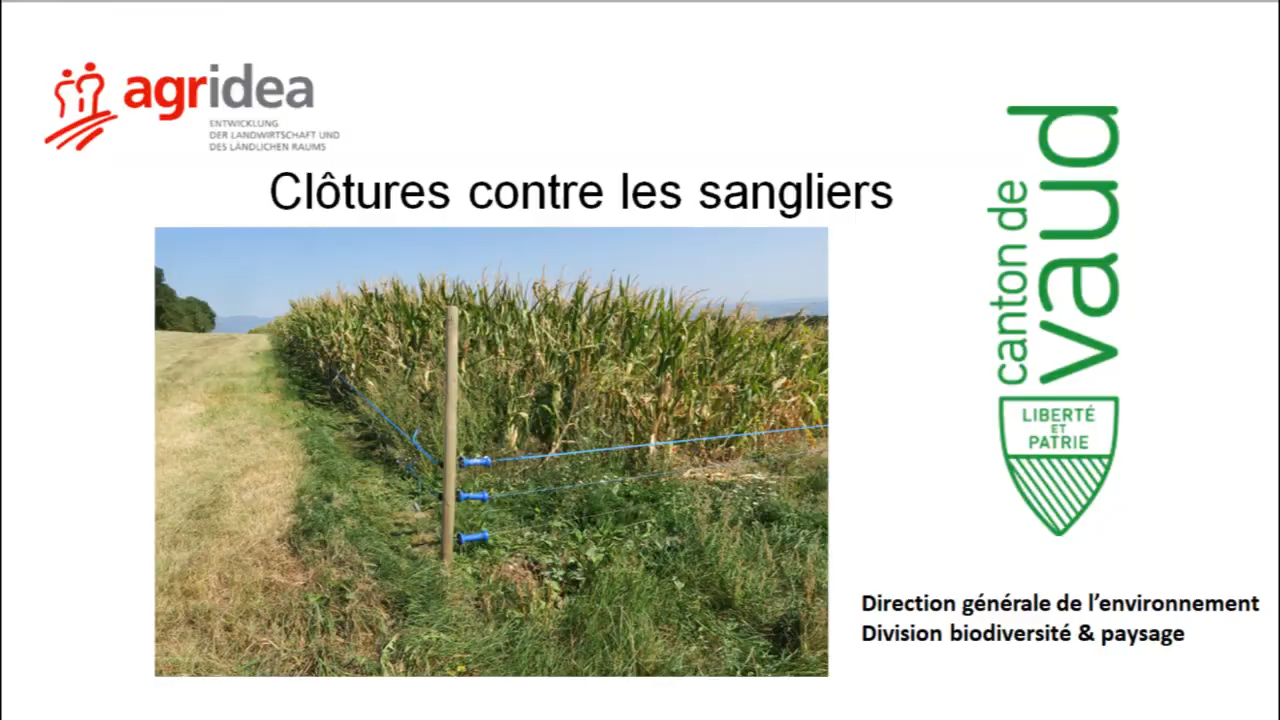 agridea
ENTWICKLUNG
DER LANDWIRTSCHAFT UND
DES LÄNDLICHEN RAUMS
Clôtures contre les sangliers
canton de
vaud
LIBERTÉ
ET
PATRIE
Direction générale de l’environnement
Division biodiversité & paysage